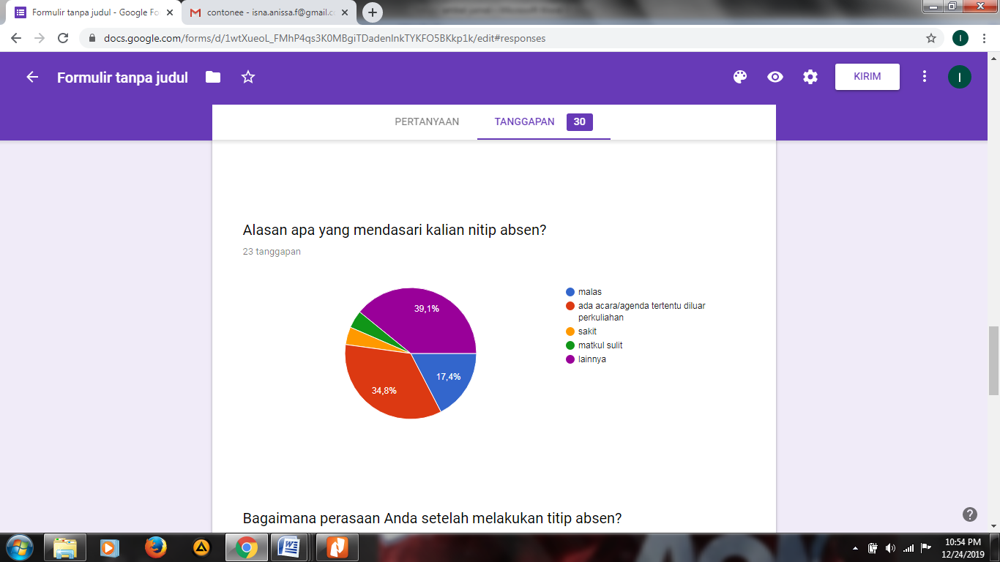 Formulir tanpa judul - Google Fo
contonee - isna.anissa.f@gmail.c
docs.google.com/forms/d/1wtXueoL_FMhP4qs3K0MBgiTDadenInkTYKFO5BKkp1k/edit#responses
I
Formulir tanpa judul
KIRIM
I
PERTANYAAN
TANGGAPAN
30
Alasan apa yang mendasari kalian nitip absen?
23 tanggapan
39,1%
17,4%
34,8%
malas
ada acara/agenda tertentu diluar
perkuliahan
sakit
matkul sulit
lainnya
Bagaimana perasaan Anda setelah melakukan titip absen?
10:54 PM
12/24/2019